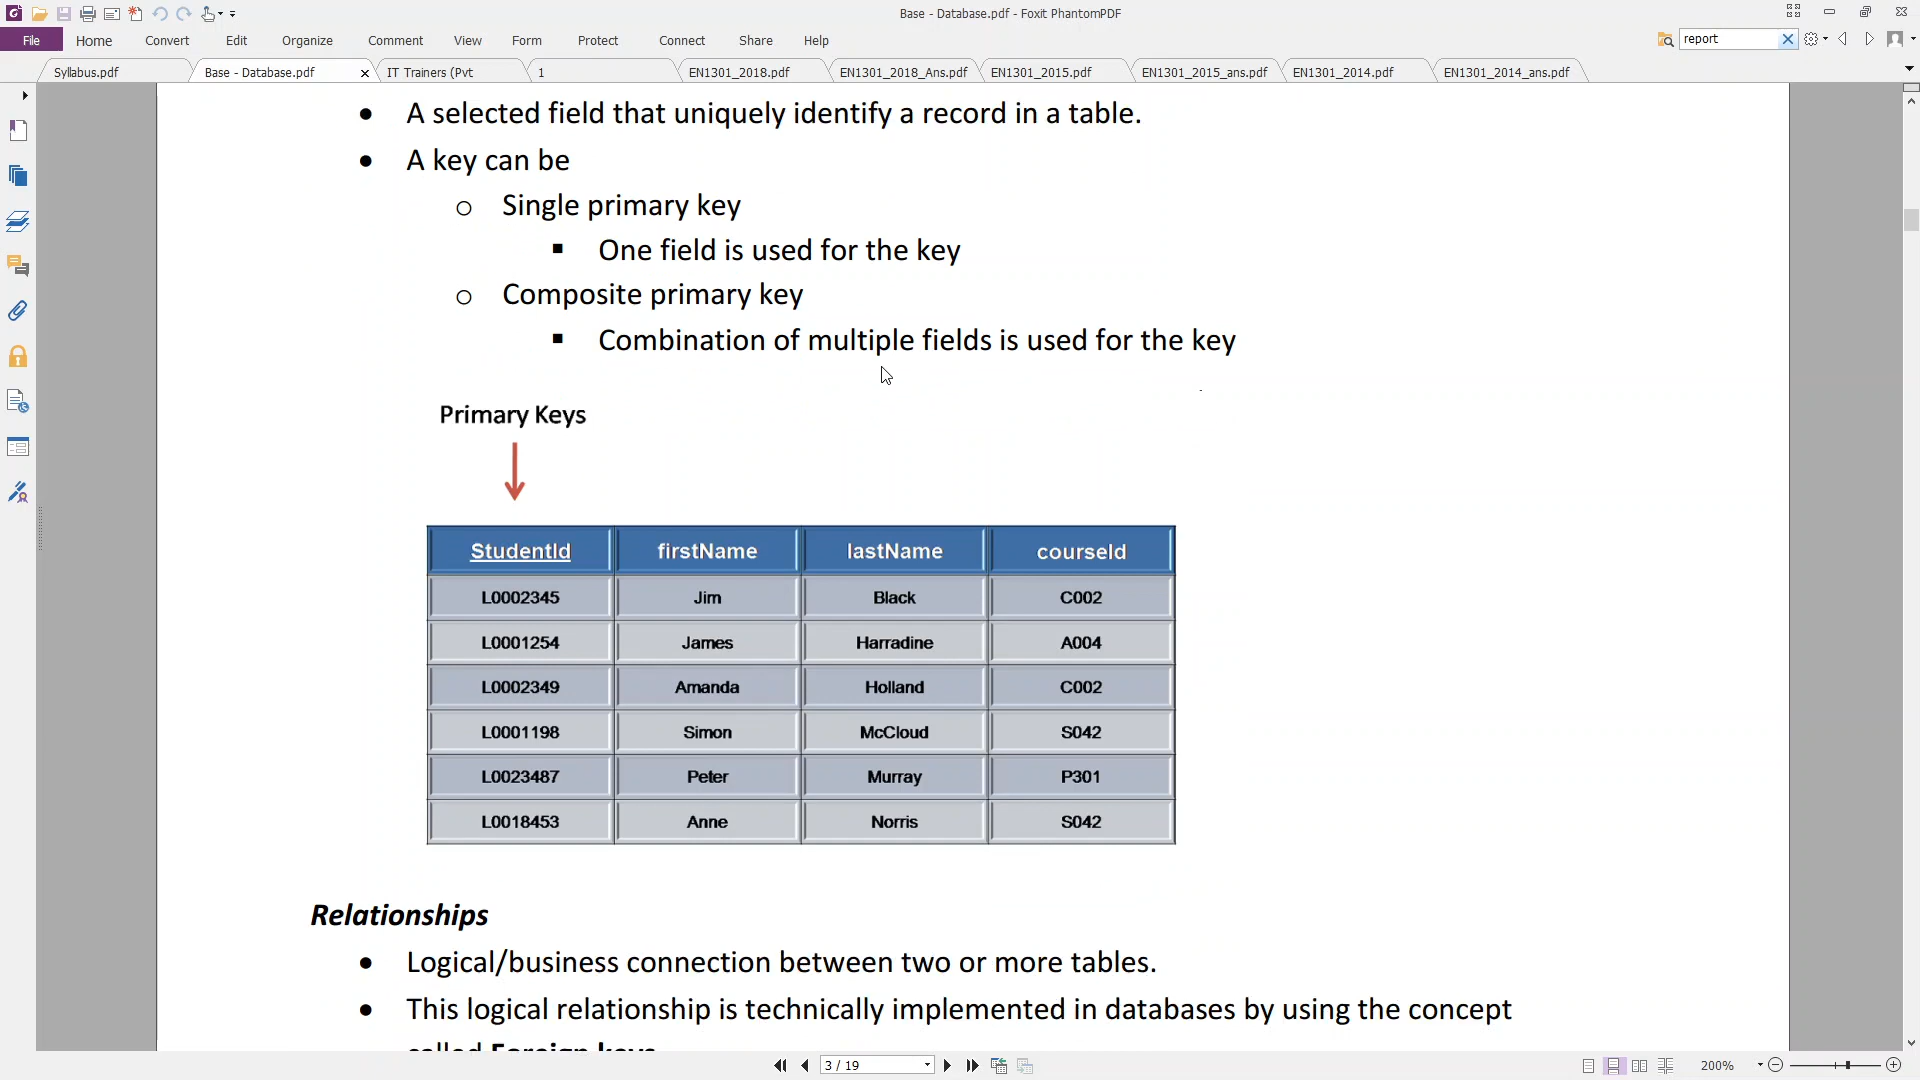 Base - Database.pdf - Foxit PhantomPDF
File Home Convert Edit Organize Comment View Form Protect Connect Share Help
report
Syllabus.pdf Base - Database.pdf IT Trainers (Pvt 1 EN1301_2018.pdf EN1301_2018_Ans.pdf EN1301_2015.pdf EN1301_2015_ans.pdf EN1301_2014.pdf EN1301_2014_ans.pdf
• A selected field that uniquely identify a record in a table.
• A key can be
o Single primary key
▪ One field is used for the key
o Composite primary key
▪ Combination of multiple fields is used for the key
Primary Keys
StudentId firstName lastName courseId
L0002345 Jim Black C002
L0001254 James Harradine A004
L0002349 Amanda Holland C002
L0001198 Simon McCloud S042
L0023487 Peter Murray P301
L0018453 Anne Norris S042
Relationships
• Logical/business connection between two or more tables.
• This logical relationship is technically implemented in databases by using the concept
called Foreign keys
3 / 19
200%